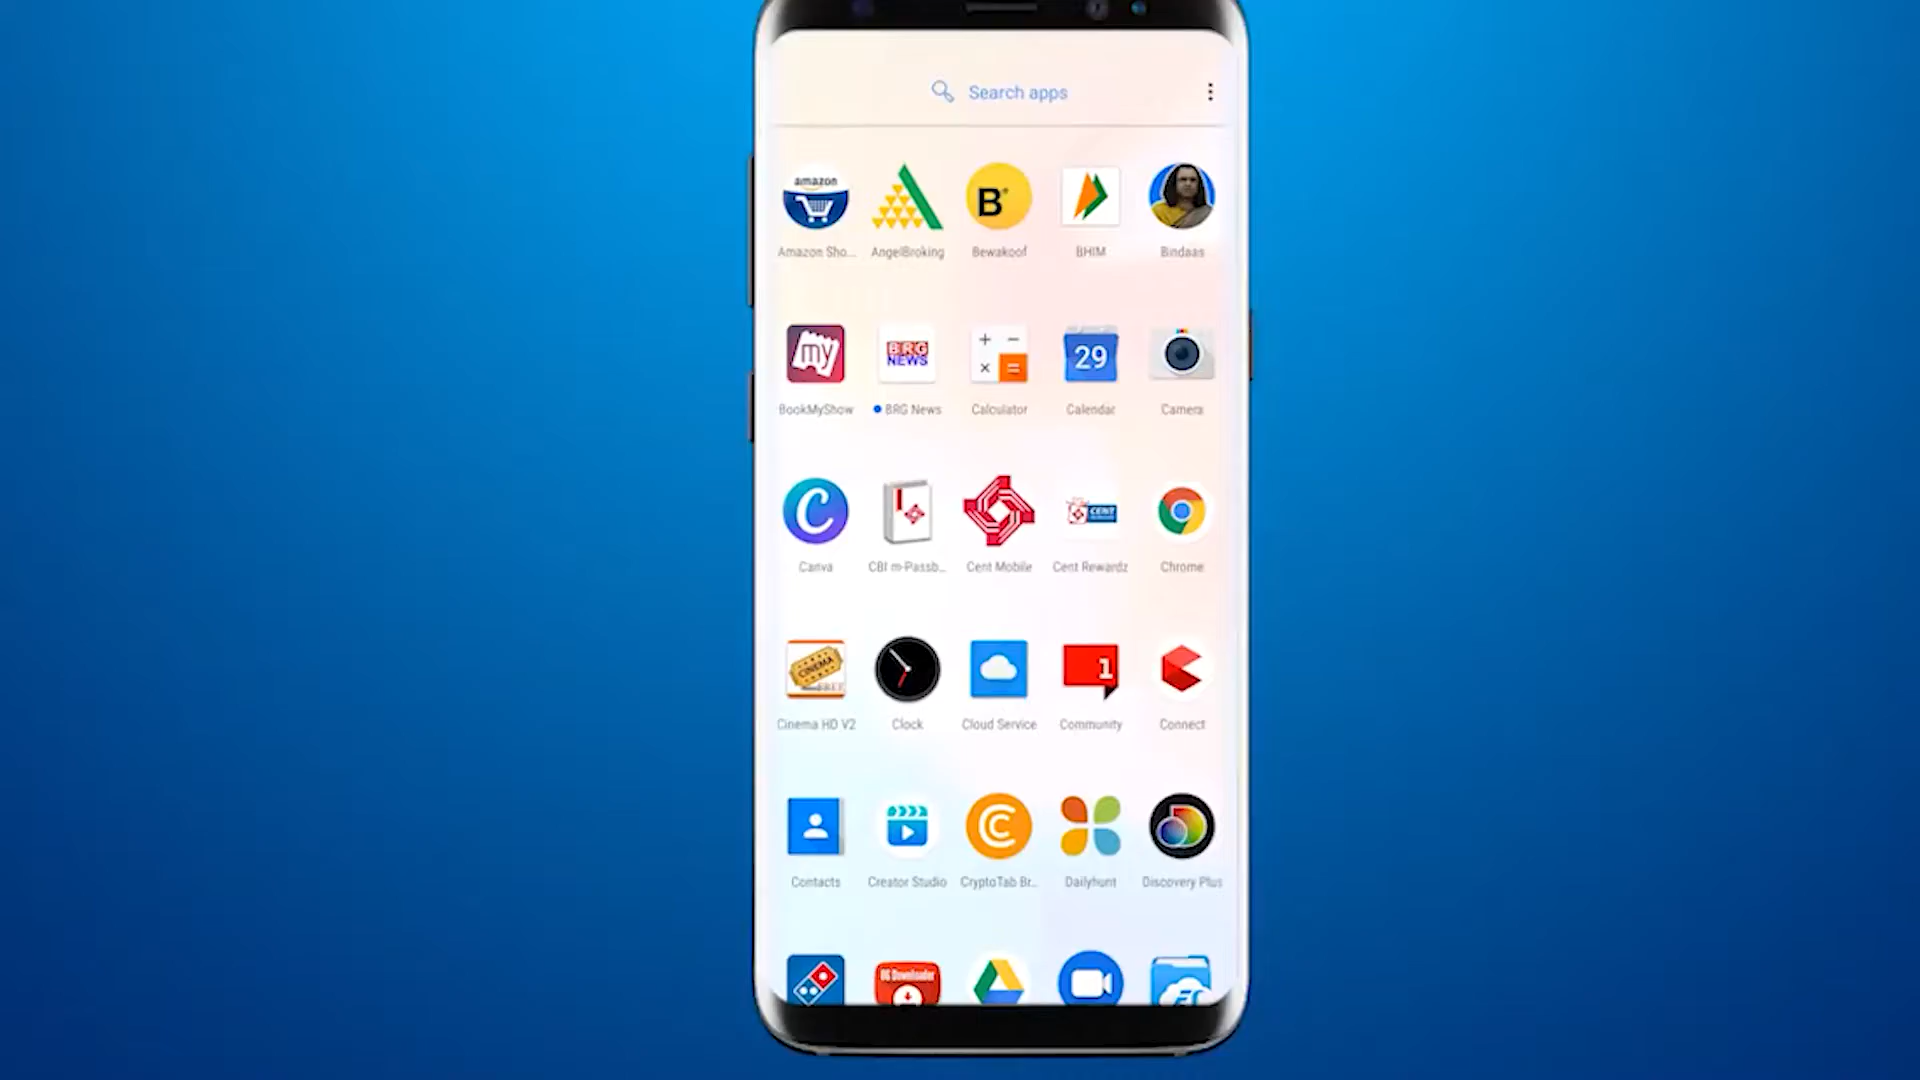 Search apps
amazon
B
Amazon Sho...
AngelBroking
Bewakoof
BHIM
Bindaas
my
BRG
NEWS
+ −
× =
29
BookMyShow
BRG News
Calculator
Calendar
Camera
C
CENT
Canva
CBI m-Passb...
Cent Mobile
Cent Rewardz
Chrome
CINEMA
1
Cinema HD V2
Clock
Cloud Service
Community
Connect
Contacts
Creator Studio
CryptoTab Br...
Dailyhunt
Discovery Plus
OG Downloader